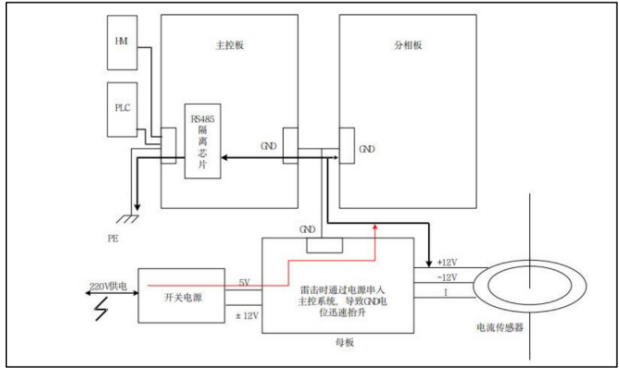 HM
主控板
分相板
PLC
RS485
隔
离
芯
片
GND
GND
PE
GND
220V供电
开关电源
5V
±12V
雷击时通过电源串入
主控系统，导致GND电
位迅速抬升
母板
+12V
-12V
I
电流传感器